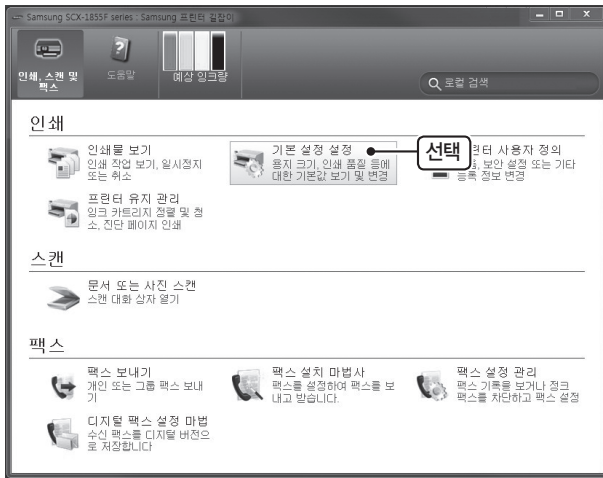 Samsung SCX-1855F series : Samsung 프린터 길잡이
인쇄, 스캔 및
팩스
도움말
예상 잉크량
로컬 검색
인쇄
인쇄물 보기
인쇄 작업 보기, 일시정지
또는 취소
기본 설정 설정
용지 크기, 인쇄 품질 등에
대한 기본값 보기 및 변경
선택
린터 사용자 정의
, 보안 설정 또는 기타
등록 정보 변경
프린터 유지 관리
잉크 카트리지 정렬 및 청
소, 진단 페이지 인쇄
스캔
문서 또는 사진 스캔
스캔 대화 상자 열기
팩스
팩스 보내기
개인 또는 그룹 팩스 보내
기
팩스 설치 마법사
팩스를 설정하여 팩스를 보
내고 받습니다.
팩스 설정 관리
팩스 기록을 보거나 정크
팩스를 차단하고 팩스 설정
디지털 팩스 설정 마법
수신 팩스를 디지털 버전으
로 저장합니다